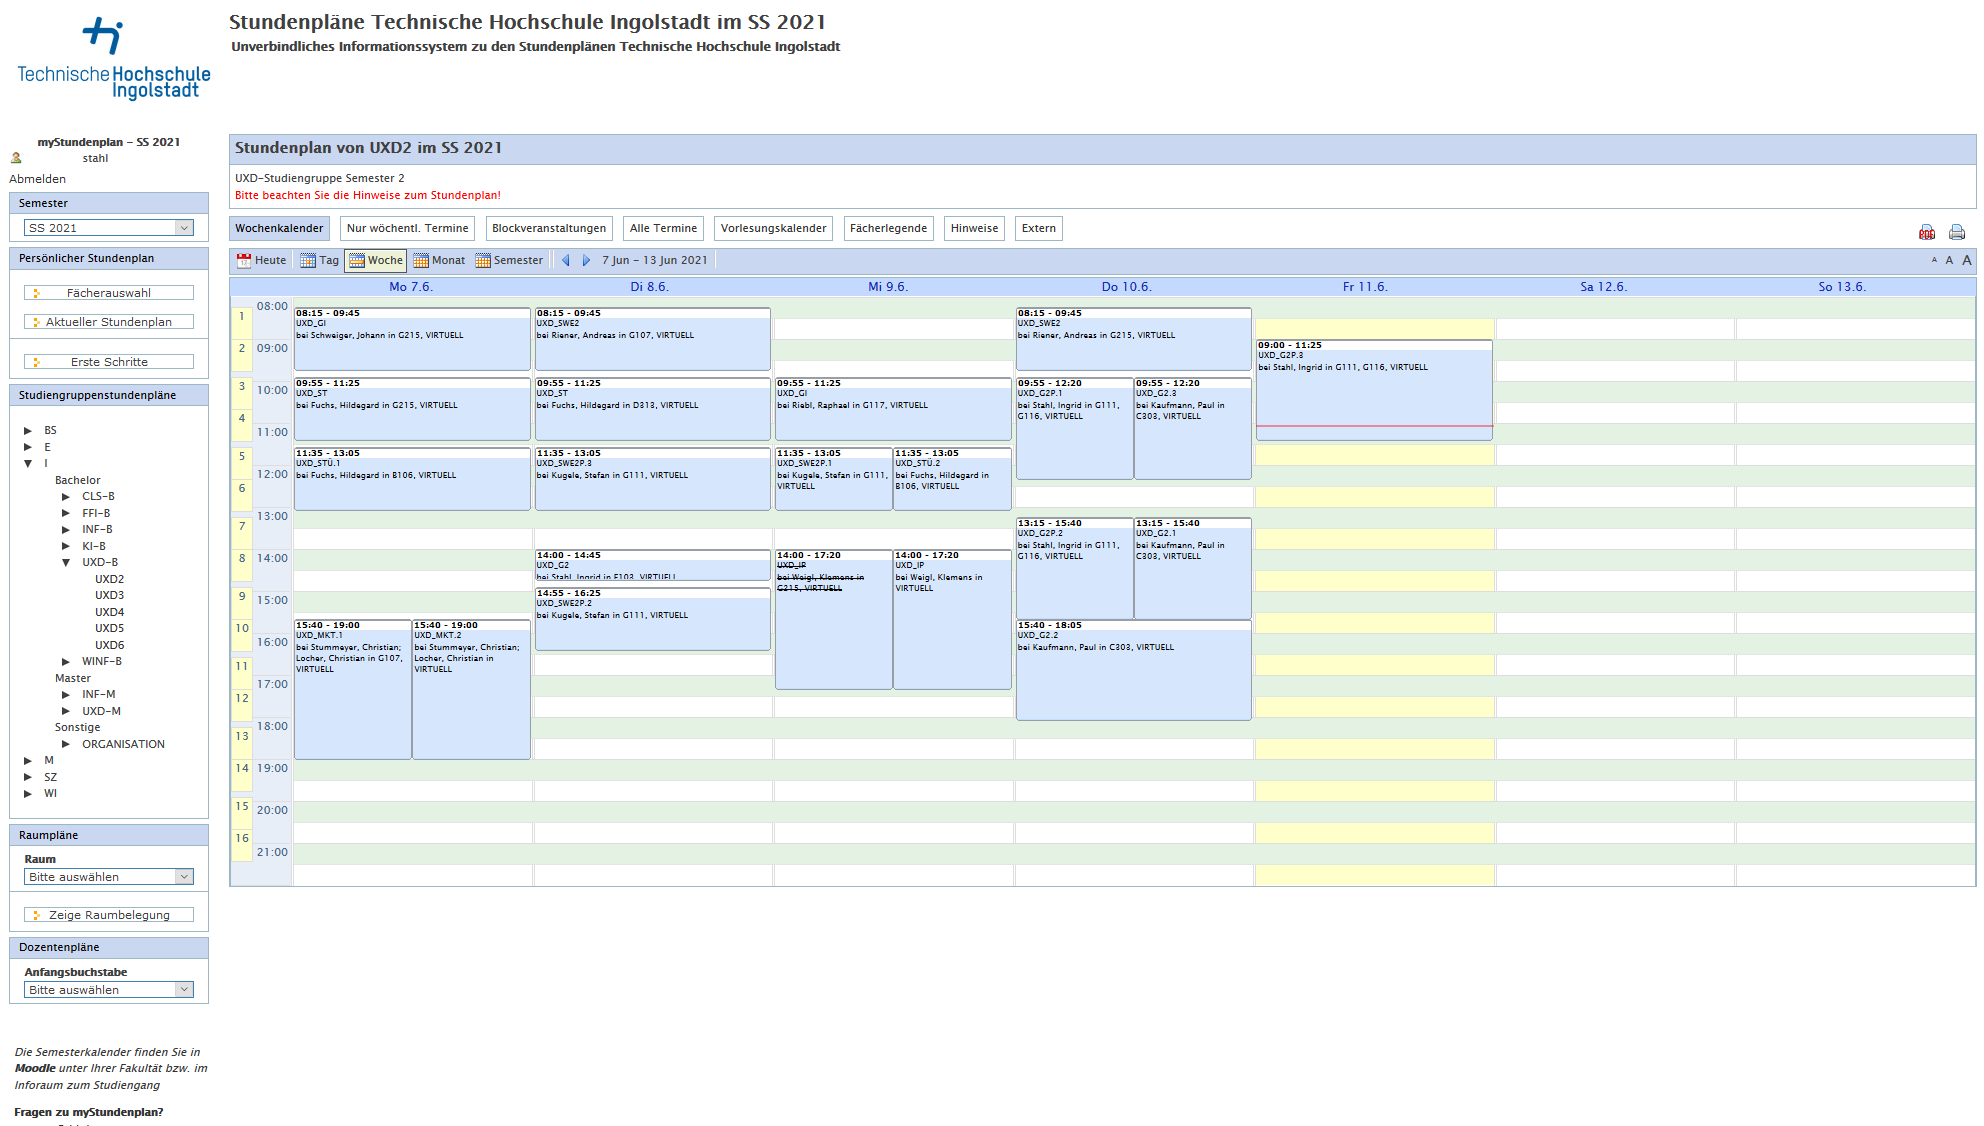 Technische Hochschule
Ingolstadt
Stundenpläne Technische Hochschule Ingolstadt im SS 2021
Unverbindliches Informationssystem zu den Stundenplänen Technische Hochschule Ingolstadt
myStundenplan - SS 2021
stahl
Abmelden
Semester
SS 2021
Persönlicher Stundenplan
Fächerauswahl
Aktueller Stundenplan
Erste Schritte
Studiengruppenstundenpläne
BS
E
I
Bachelor
CLS-B
FFI-B
INF-B
KI-B
UXD-B
UXD2
UXD3
UXD4
UXD5
UXD6
WINF-B
Master
INF-M
UXD-M
Sonstige
ORGANISATION
M
SZ
WI
Raumpläne
Raum
Bitte auswählen
Zeige Raumbelegung
Dozentenpläne
Anfangsbuchstabe
Bitte auswählen
Die Semesterkalender finden Sie in
Moodle unter Ihrer Fakultät bzw. im
Inforaum zum Studiengang
Fragen zu myStundenplan?
Stundenplan von UXD2 im SS 2021
UXD-Studiengruppe Semester 2
Bitte beachten Sie die Hinweise zum Stundenplan!
Wochenkalender Nur wöchentl. Termine Blockveranstaltungen Alle Termine Vorlesungskalender Fächerlegende Hinweise Extern
PDF
Heute Tag Woche Monat Semester 7 Jun - 13 Jun 2021 A A A
Mo 7.6. Di 8.6. Mi 9.6. Do 10.6. Fr 11.6. Sa 12.6. So 13.6.
1
2
3
4
5
6
7
8
9
10
11
12
13
14
15
16
08:00
09:00
10:00
11:00
12:00
13:00
14:00
15:00
16:00
17:00
18:00
19:00
20:00
21:00
08:15 - 09:45
UXD_GI
bei Schweiger, Johann in G215, VIRTUELL
09:55 - 11:25
UXD_ST
bei Fuchs, Hildegard in G215, VIRTUELL
11:35 - 13:05
UXD_STÜ.1
bei Fuchs, Hildegard in B106, VIRTUELL
15:40 - 19:00
UXD_MKT.1
bei Stummeyer, Christian;
Locher, Christian in G107,
VIRTUELL
15:40 - 19:00
UXD_MKT.2
bei Stummeyer, Christian;
Locher, Christian in
VIRTUELL
08:15 - 09:45
UXD_SWE2
bei Riener, Andreas in G107, VIRTUELL
09:55 - 11:25
UXD_ST
bei Fuchs, Hildegard in D313, VIRTUELL
11:35 - 13:05
UXD_SWE2P.3
bei Kugele, Stefan in G111, VIRTUELL
14:00 - 14:45
UXD_G2
bei Stahl, Ingrid in E103, VIRTUELL
14:55 - 16:25
UXD_SWE2P.2
bei Kugele, Stefan in G111, VIRTUELL
09:55 - 11:25
UXD_GI
bei Riebl, Raphael in G117, VIRTUELL
11:35 - 13:05
UXD_SWE2P.1
bei Kugele, Stefan in G111,
VIRTUELL
11:35 - 13:05
UXD_STÜ.2
bei Fuchs, Hildegard in
B106, VIRTUELL
14:00 - 17:20
UXD_IP
bei Weigl, Klemens in
G215, VIRTUELL
14:00 - 17:20
UXD_IP
bei Weigl, Klemens in
VIRTUELL
08:15 - 09:45
UXD_SWE2
bei Riener, Andreas in G215, VIRTUELL
09:55 - 12:20
UXD_G2P.1
bei Stahl, Ingrid in G111,
G116, VIRTUELL
09:55 - 12:20
UXD_G2.3
bei Kaufmann, Paul in
C303, VIRTUELL
13:15 - 15:40
UXD_G2P.2
bei Stahl, Ingrid in G111,
G116, VIRTUELL
13:15 - 15:40
UXD_G2.1
bei Kaufmann, Paul in
C303, VIRTUELL
15:40 - 18:05
UXD_G2.2
bei Kaufmann, Paul in C303, VIRTUELL
09:00 - 11:25
UXD_G2P.3
bei Stahl, Ingrid in G111, G116, VIRTUELL